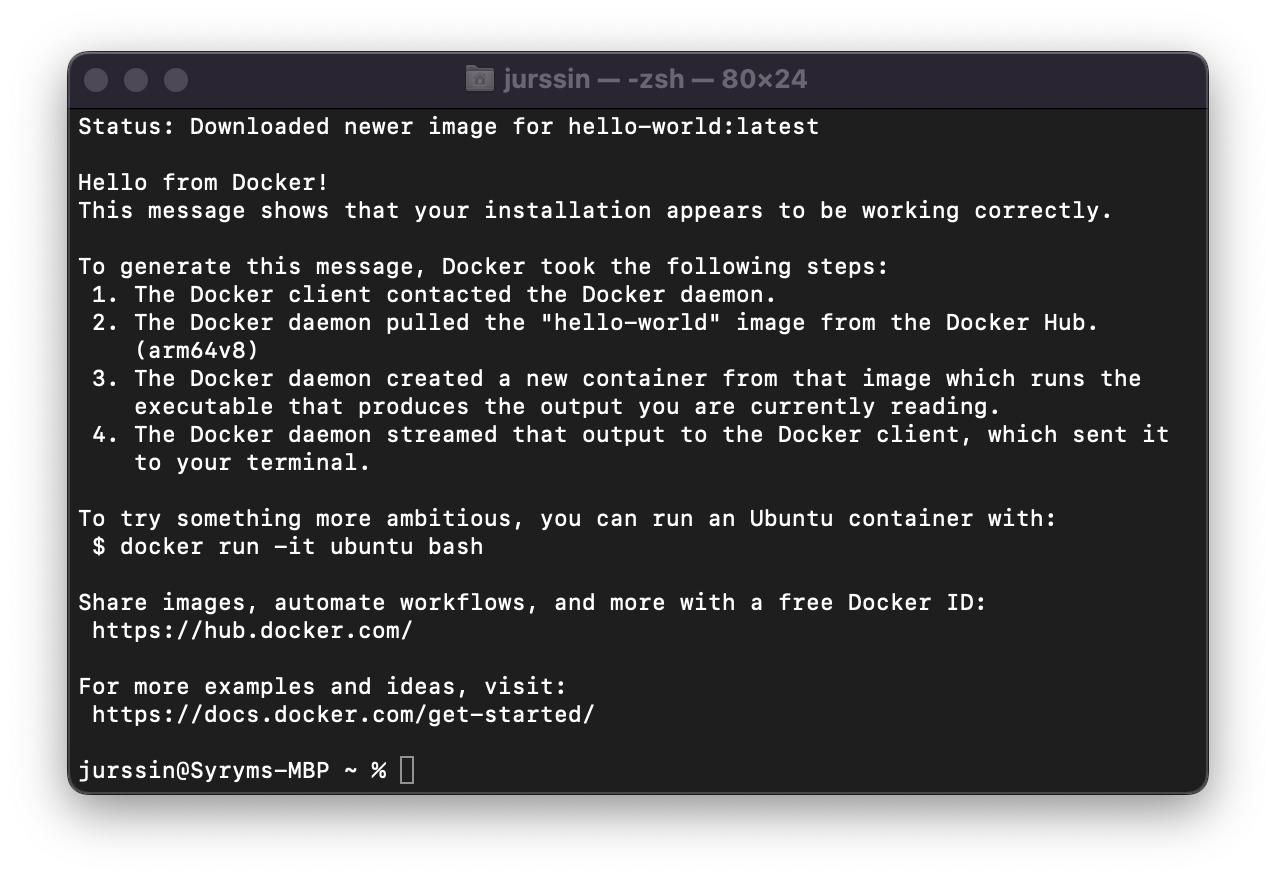 jurssin — -zsh — 80×24
Status: Downloaded newer image for hello-world:latest
Hello from Docker!
This message shows that your installation appears to be working correctly.
To generate this message, Docker took the following steps:
1. The Docker client contacted the Docker daemon.
2. The Docker daemon pulled the "hello-world" image from the Docker Hub.
(arm64v8)
3. The Docker daemon created a new container from that image which runs the
executable that produces the output you are currently reading.
4. The Docker daemon streamed that output to the Docker client, which sent it
to your terminal.
To try something more ambitious, you can run an Ubuntu container with:
$ docker run -it ubuntu bash
Share images, automate workflows, and more with a free Docker ID:
https://hub.docker.com/
For more examples and ideas, visit:
https://docs.docker.com/get-started/
jurssin@Syryms-MBP ~ %